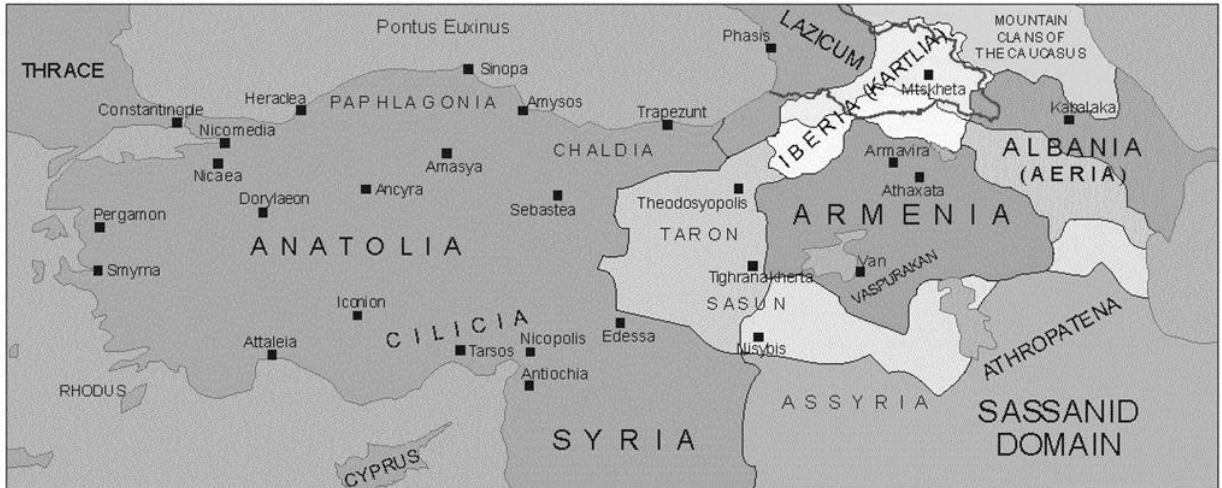 Pontus Euxinus
Phasis
LAZICUM
MOUNTAIN
CLANS OF
THE CAUCASUS
THRACE
Sinopa
IBERIA (KARTLIA)
Mtskheta
Constantinople
Heraclea
PAPHLAGONIA
Amysos
Trapezunt
Kabalaka
Nicomedia
Nicaea
Amasya
CHALDIA
Armavira
ALBANIA
(AERIA)
Athaxata
Ancyra
Sebastea
Theodosyopolis
Dorylaeon
Pergamon
ARMENIA
TARON
ANATOLIA
Smyrna
Tighranakherta
Van
VASPURAKAN
SASUN
Iconion
CILICIA
Attaleia
Tarsos
Nicopolis
Edessa
Nisybis
ATHROPATENA
Antiochia
RHODUS
ASSYRIA
SASSANID
DOMAIN
SYRIA
CYPRUS